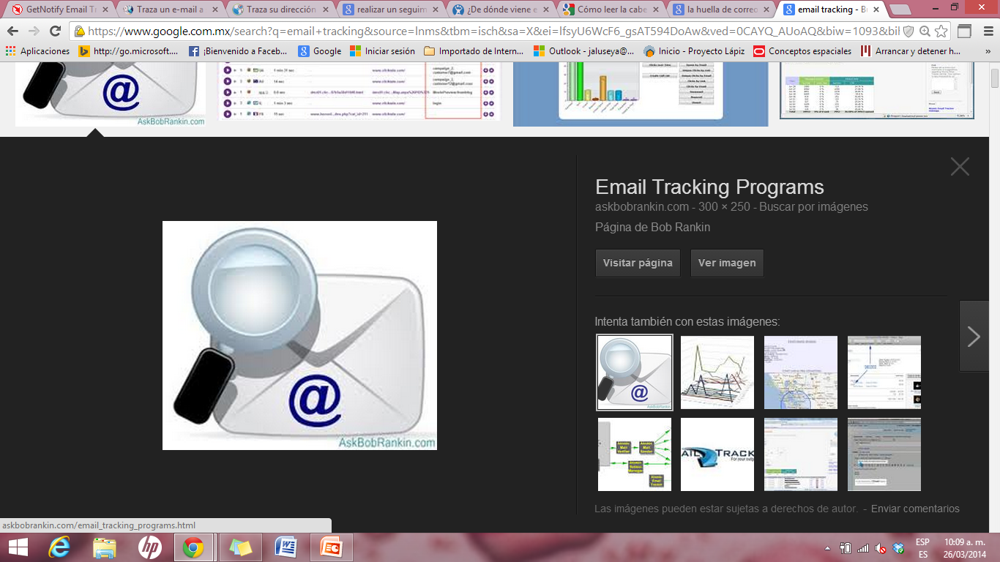 GetNotify Email T
Traza un e-mail a
Traza su dirección
realizar un seguim
¿De dónde viene e
Cómo leer la cabe
la huella de correo
email tracking - B
https://www.google.com.mx/search?q=email+tracking&source=lnms&tbm=isch&sa=X&ei=lfsyU6WcF6_gsAT594DoAw&ved=0CAYQ_AUoAQ&biw=1093&bil
Aplicaciones
http://go.microsoft....
¡Bienvenido a Faceb...
Google
Iniciar sesión
Importado de Intern...
Outlook - jaluseya@...
Inicio - Proyecto Lápiz
Conceptos espaciales
Arrancar y detener h...
»
@
AskBobRankin.com
Email Tracking Programs
askbobrankin.com - 300 × 250 - Buscar por imágenes
Página de Bob Rankin
Visitar página
Ver imagen
@
AskBobRankin.com
Intenta también con estas imágenes:
@
AIL TRACK
Las imágenes pueden estar sujetas a derechos de autor. - Enviar comentarios
askbobrankin.com/email_tracking_programs.html
hp
ESP
ES
10:09 a. m.
26/03/2014